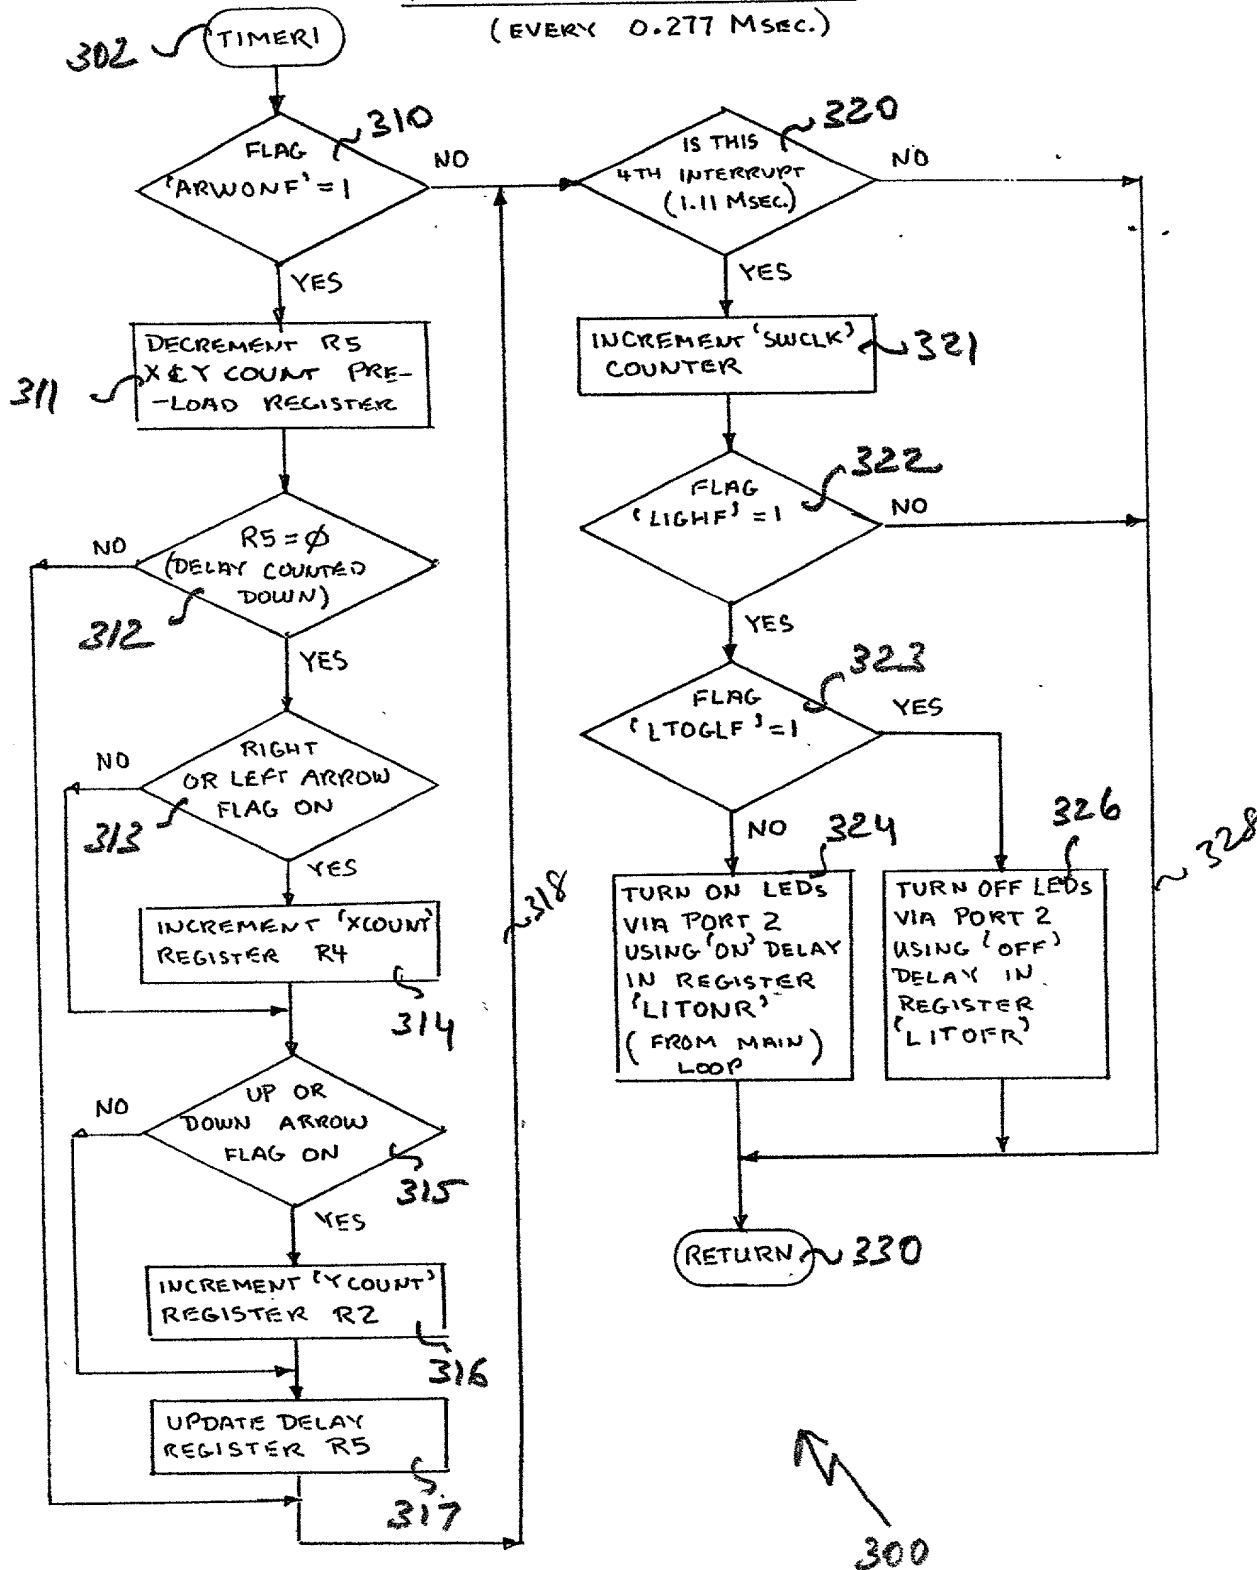 (EVERY 0.277 MSEC.)
302
TIMER1
310
FLAG
'ARWONF' = 1
NO
YES
311
DECREMENT R5
X & Y COUNT PRE-
-LOAD REGISTER
312
R5 = Ø
(DELAY COUNTED
DOWN)
NO
YES
313
RIGHT
OR LEFT ARROW
FLAG ON
NO
YES
INCREMENT 'XCOUNT'
REGISTER R4
314
UP OR
DOWN ARROW
FLAG ON
315
NO
YES
INCREMENT 'YCOUNT'
REGISTER R2
316
UPDATE DELAY
REGISTER R5
317
318
320
IS THIS
4TH INTERRUPT
(1.11 MSEC.)
NO
YES
INCREMENT 'SWCLK'
COUNTER
321
322
FLAG
'LIGHF' = 1
NO
YES
323
FLAG
'LTOGLF' = 1
YES
NO
324
TURN ON LEDs
VIA PORT 2
USING 'ON' DELAY
IN REGISTER
'LITONR'
(FROM MAIN)
LOOP
326
TURN OFF LEDs
VIA PORT 2
USING 'OFF'
DELAY IN
REGISTER
'LITOFR'
328
RETURN
330
300